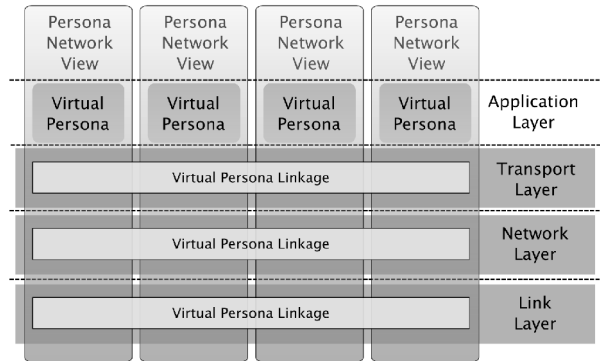 Persona Network View
Persona Network View
Persona Network View
Persona Network View
Virtual Persona
Virtual Persona
Virtual Persona
Virtual Persona
Application Layer
Virtual Persona Linkage
Transport Layer
Virtual Persona Linkage
Network Layer
Virtual Persona Linkage
Link Layer